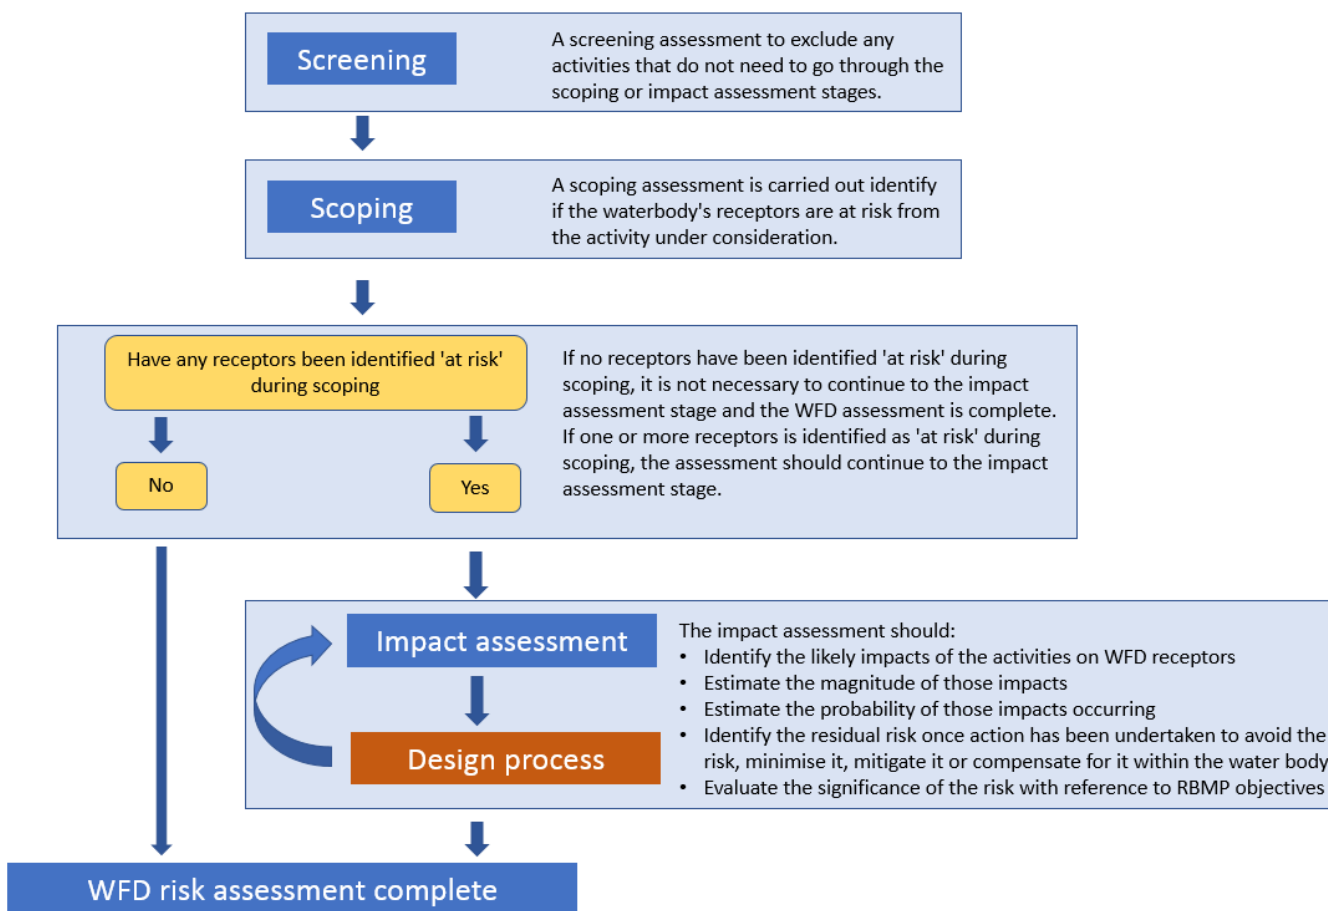 Screening
A screening assessment to exclude any
activities that do not need to go through the
scoping or impact assessment stages.
Scoping
A scoping assessment is carried out identify
if the waterbody's receptors are at risk from
the activity under consideration.
Have any receptors been identified 'at risk'
during scoping
No
Yes
If no receptors have been identified 'at risk' during
scoping, it is not necessary to continue to the impact
assessment stage and the WFD assessment is complete.
If one or more receptors is identified as 'at risk' during
scoping, the assessment should continue to the impact
assessment stage.
Impact assessment
Design process
The impact assessment should:
• Identify the likely impacts of the activities on WFD receptors
• Estimate the magnitude of those impacts
• Estimate the probability of those impacts occurring
• Identify the residual risk once action has been undertaken to avoid the
risk, minimise it, mitigate it or compensate for it within the water body
• Evaluate the significance of the risk with reference to RBMP objectives
WFD risk assessment complete